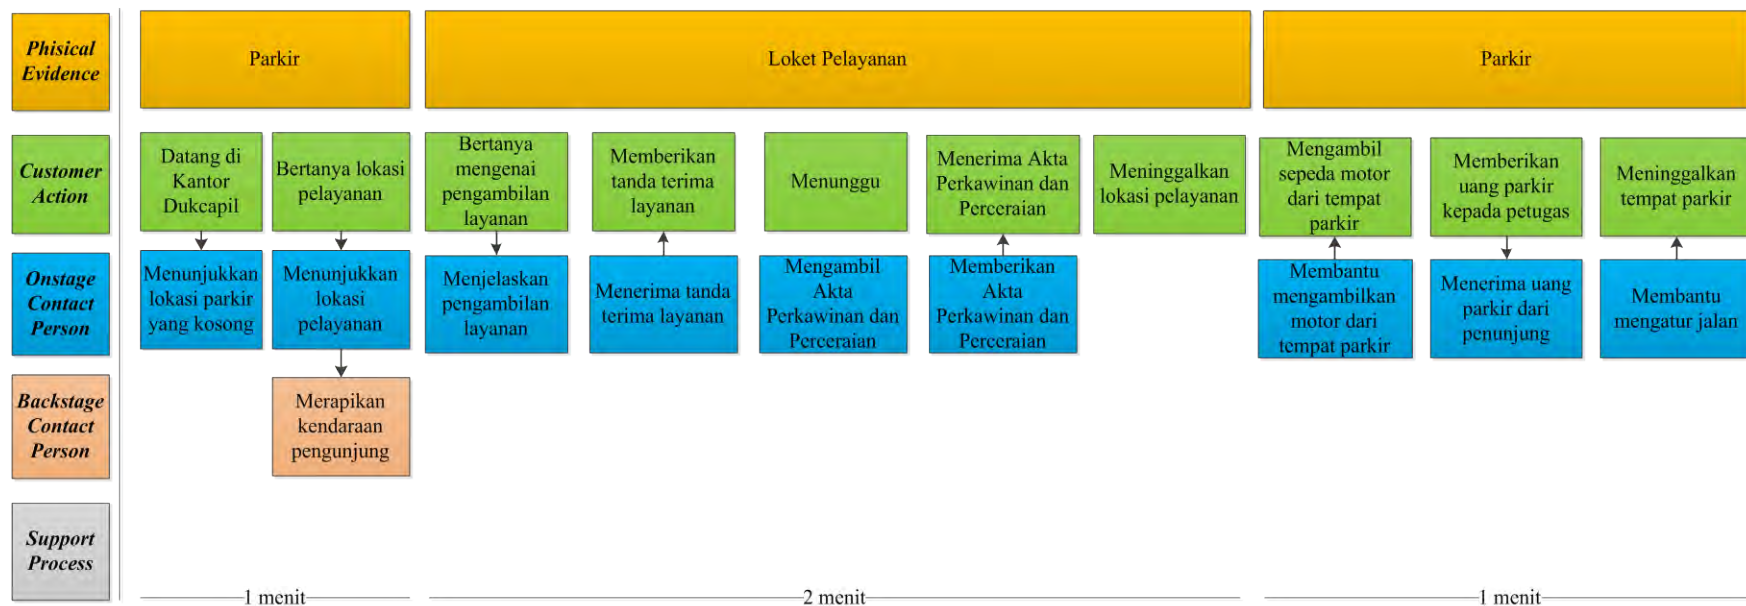 Phisical
Evidence
Parkir
Loket Pelayanan
Parkir
Customer
Action
Datang di
Kantor
Dukcapil
Bertanya lokasi
pelayanan
Bertanya
mengenai
pengambilan
layanan
Memberikan
tanda terima
layanan
Menunggu
Menerima Akta
Perkawinan dan
Perceraian
Meninggalkan
lokasi pelayanan
Mengambil
sepeda motor
dari tempat
parkir
Memberikan
uang parkir
kepada petugas
Meninggalkan
tempat parkir
Onstage
Contact
Person
Menunjukkan
lokasi parkir
yang kosong
Menunjukkan
lokasi
pelayanan
Menjelaskan
pengambilan
layanan
Menerima tanda
terima layanan
Mengambil
Akta
Perkawinan dan
Perceraian
Memberikan
Akta
Perkawinan dan
Perceraian
Membantu
mengambilkan
motor dari
tempat parkir
Menerima uang
parkir dari
penunjung
Membantu
mengatur jalan
Backstage
Contact
Person
Merapikan
kendaraan
pengunjung
Support
Process
1 menit
2 menit
1 menit